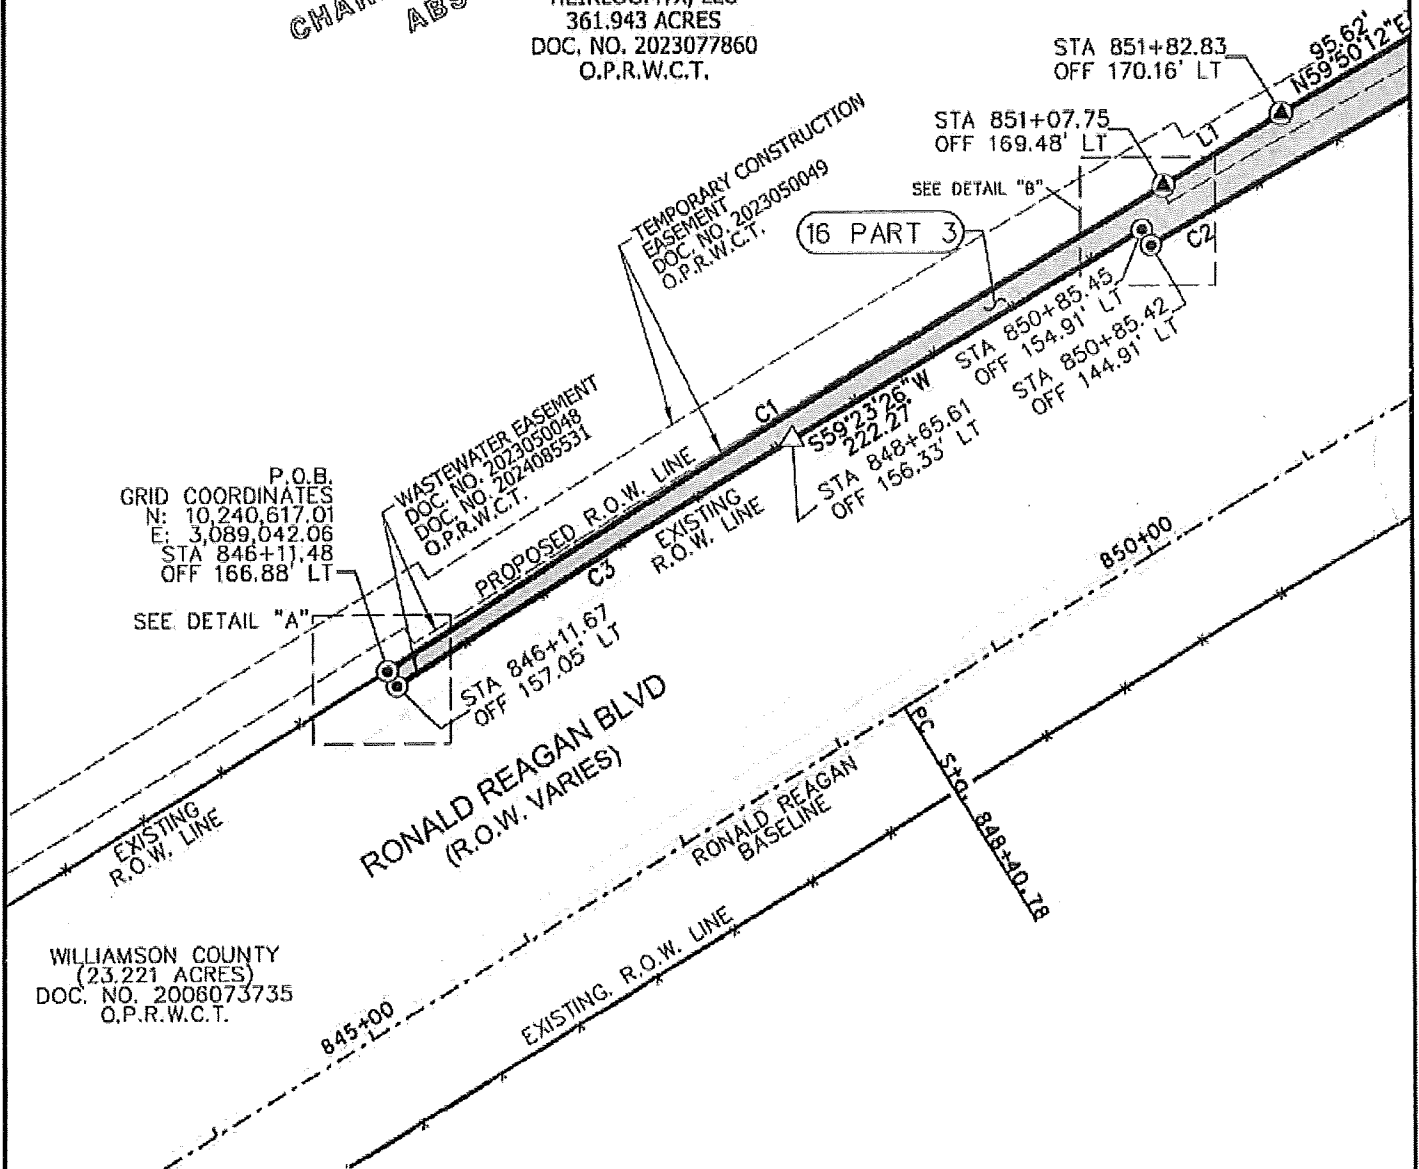 361.943 ACRES
DOC. NO. 2023077860
O.P.R.W.C.T.
STA 851+82.83
OFF 170.16' LT
95.62'
N59°50'12"E
STA 851+07.75
OFF 169.48' LT
L1
SEE DETAIL "B"
TEMPORARY CONSTRUCTION
EASEMENT
DOC. NO. 2023050049
O.P.R.W.C.T.
16 PART 3
C2
STA 850+85.45
OFF 154.91' LT
STA 850+85.42
OFF 144.91' LT
C1
S59°23'26"W
222.27'
STA 848+65.61
OFF 156.33' LT
WASTEWATER EASEMENT
DOC. NO. 2023050048
DOC. NO. 2024085531
O.P.R.W.C.T.
P.O.B.
GRID COORDINATES
N: 10,240,617.01
E: 3,089,042.06
STA 846+11.48
OFF 166.88' LT
SEE DETAIL "A"
PROPOSED R.O.W. LINE
EXISTING
R.O.W. LINE
C3
STA 846+11.67
OFF 157.05' LT
850+00
RONALD REAGAN BLVD
(R.O.W. VARIES)
RONALD REAGAN
BASELINE
PC Sta. 848+40.78
EXISTING
R.O.W. LINE
WILLIAMSON COUNTY
(23.221 ACRES)
DOC. NO. 2006073735
O.P.R.W.C.T.
845+00
EXISTING R.O.W. LINE